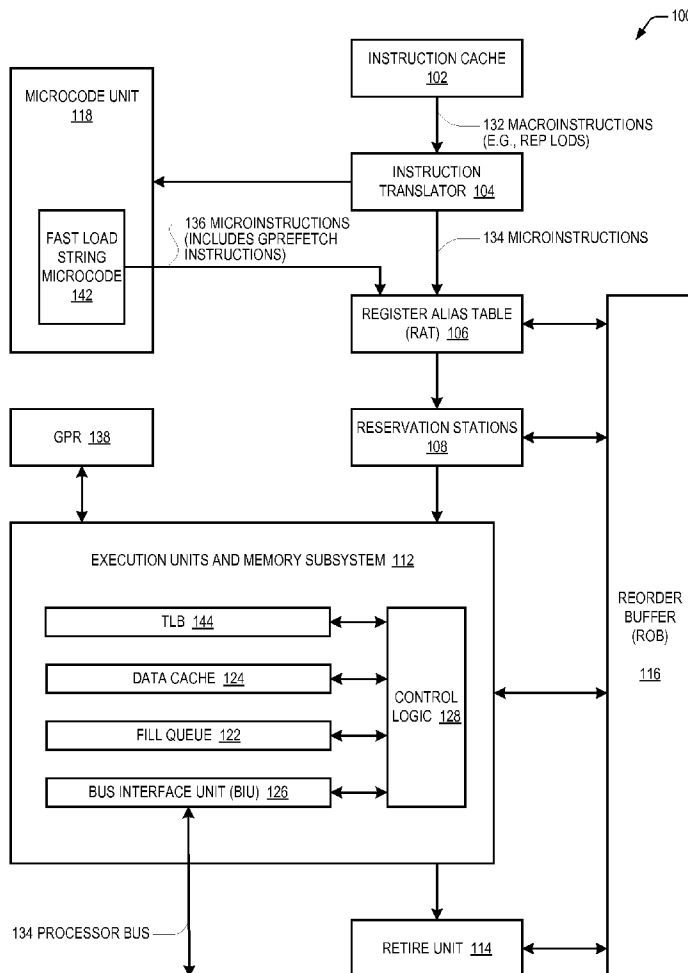 100
INSTRUCTION CACHE
102
MICROCODE UNIT
118
132 MACROINSTRUCTIONS
(E.G., REP LODS)
INSTRUCTION
TRANSLATOR 104
136 MICROINSTRUCTIONS
(INCLUDES GPREFETCH
INSTRUCTIONS)
134 MICROINSTRUCTIONS
FAST LOAD
STRING
MICROCODE
142
REGISTER ALIAS TABLE
(RAT) 106
GPR 138
RESERVATION STATIONS
108
EXECUTION UNITS AND MEMORY SUBSYSTEM 112
TLB 144
DATA CACHE 124
CONTROL
LOGIC 128
FILL QUEUE 122
BUS INTERFACE UNIT (BIU) 126
REORDER
BUFFER
(ROB)
116
134 PROCESSOR BUS
RETIRE UNIT 114